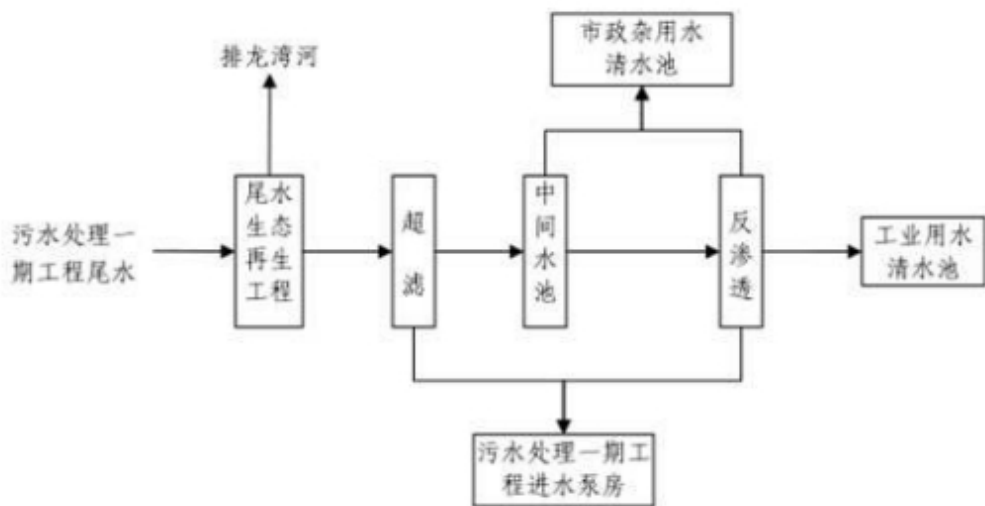 市政杂用水
清水池
排龙湾河
污水处理一
期工程尾水
尾水
生态
再生
工程
超
滤
中
间
水
池
反
渗
透
工业用水
清水池
污水处理一期工
程进水泵房